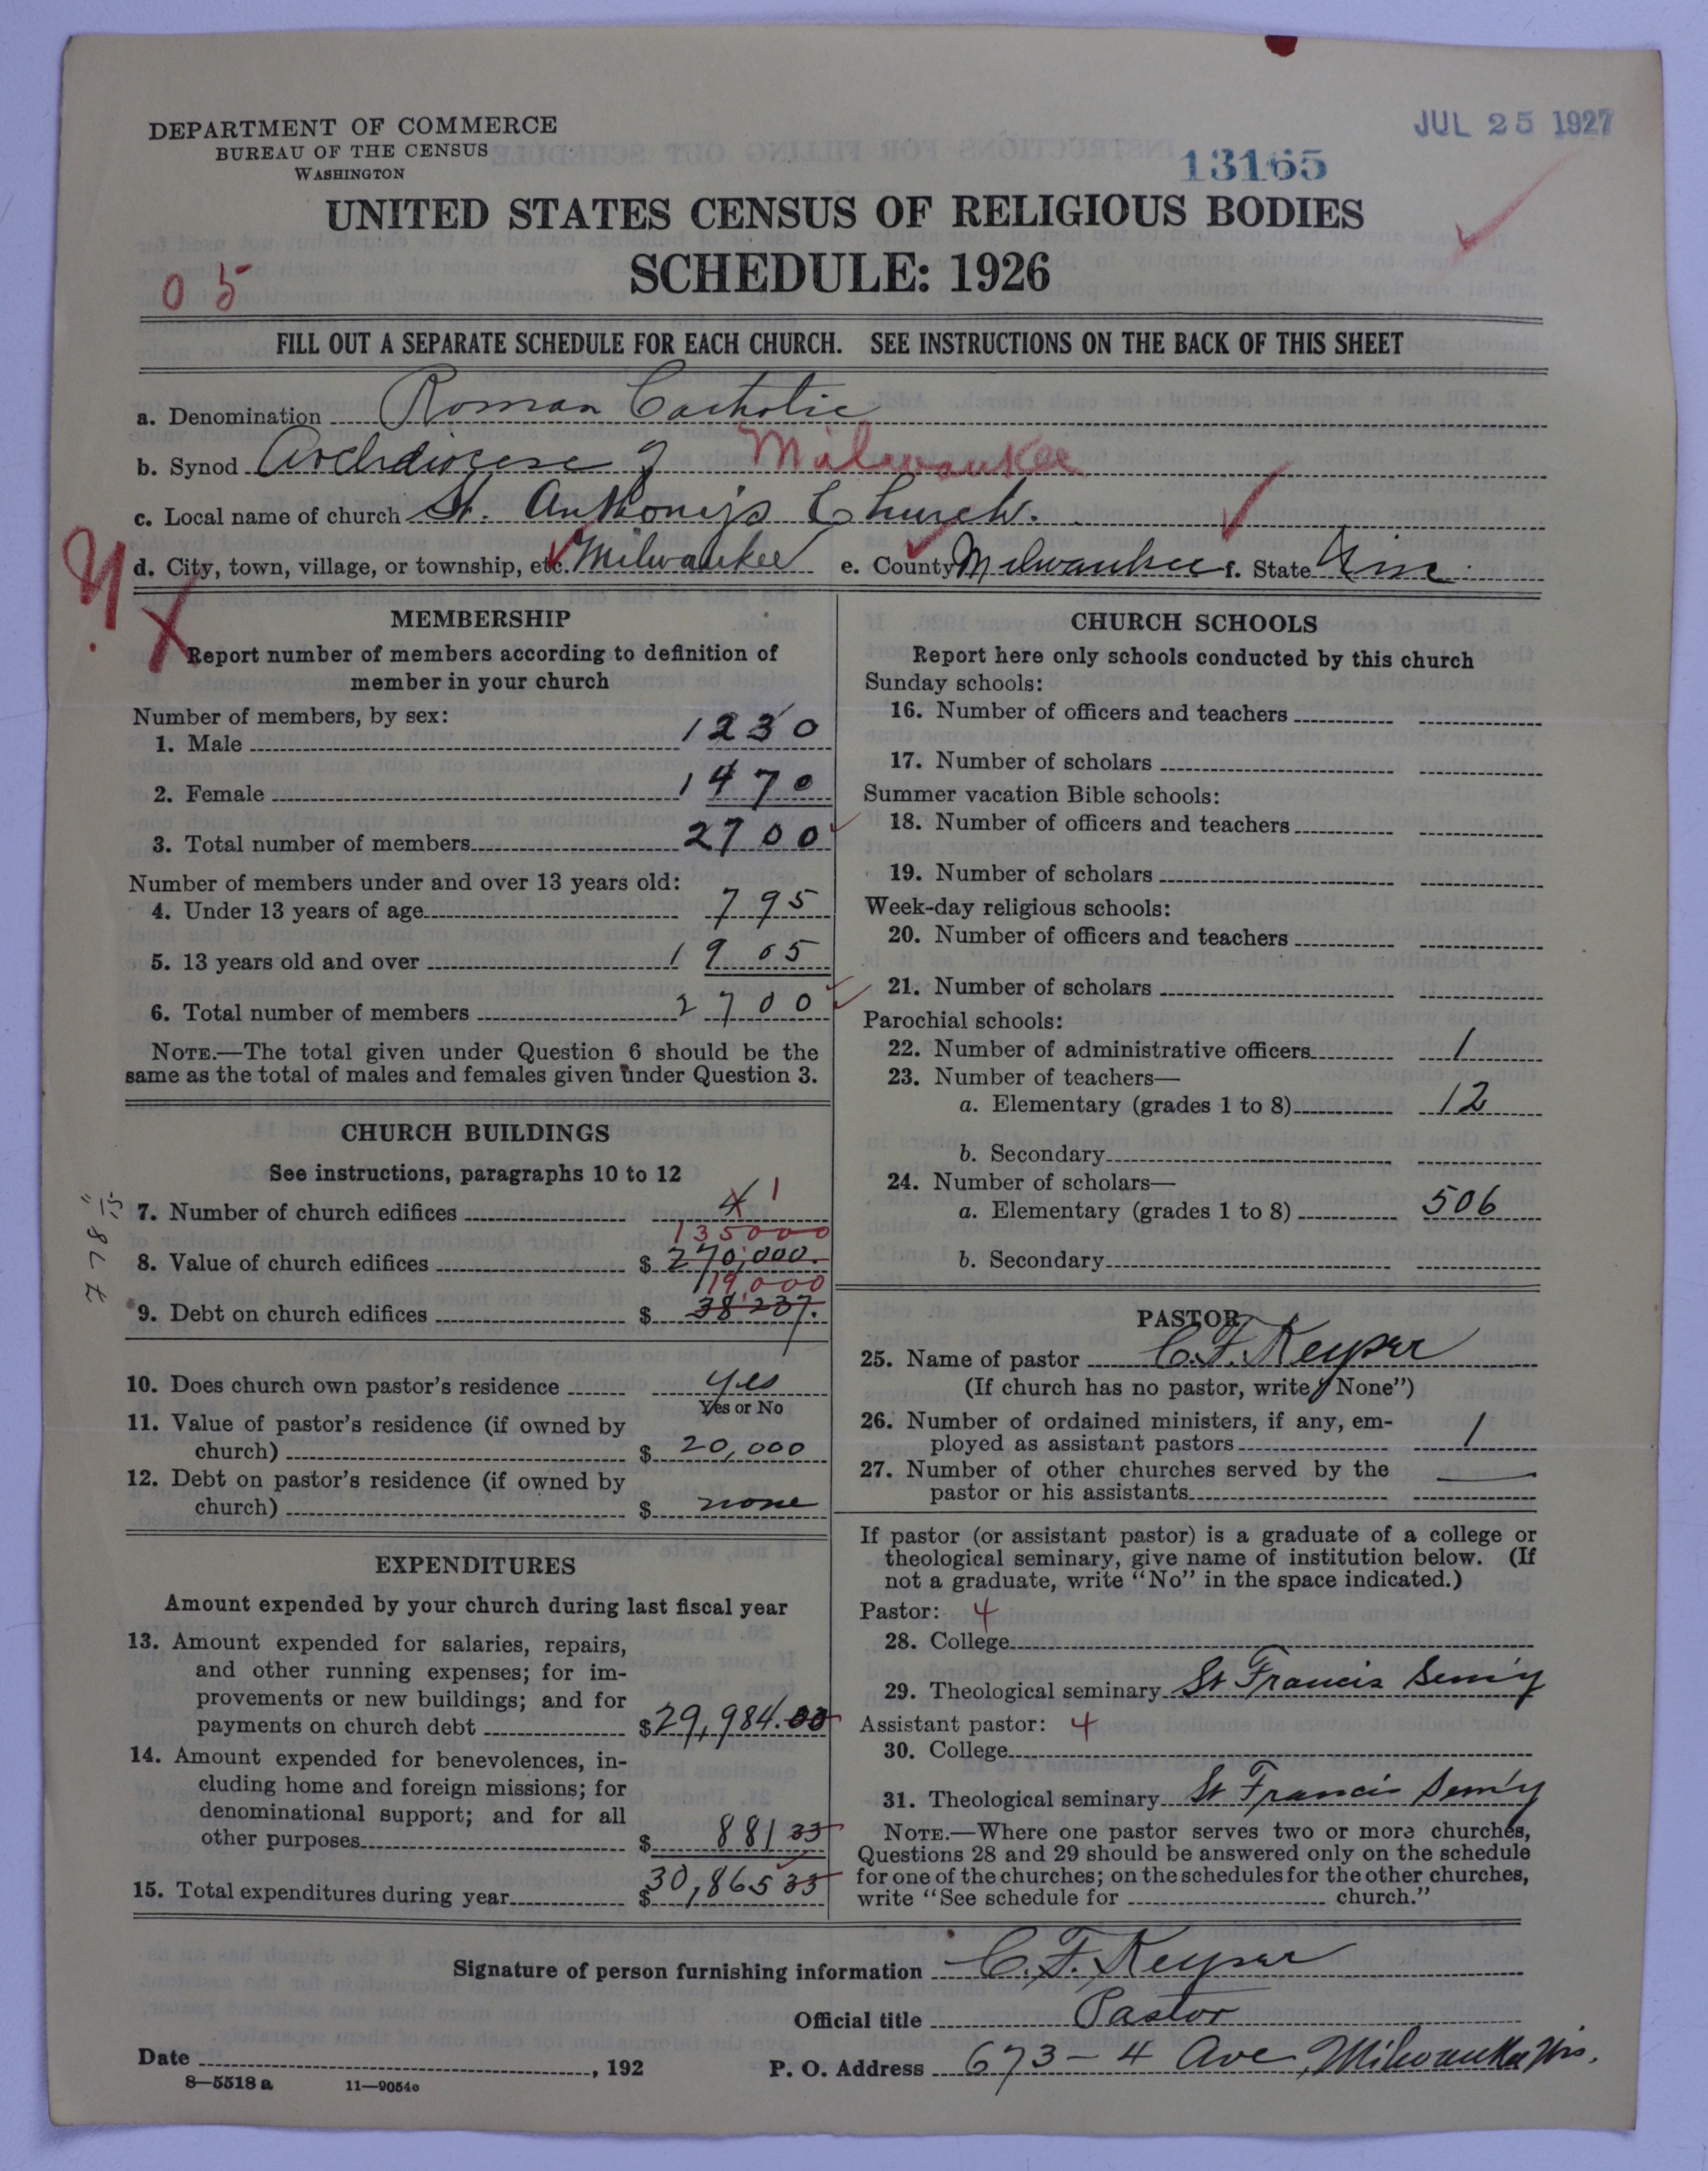 JUL 25 1927
DEPARTMENT OF COMMERCE
BUREAU OF THE CENSUS
WASHINGTON
13165
UNITED STATES CENSUS OF RELIGIOUS BODIES
SCHEDULE: 1926
05
FILL OUT A SEPARATE SCHEDULE FOR EACH CHURCH. SEE INSTRUCTIONS ON THE BACK OF THIS SHEET
a. Denomination Roman Catholic
b. Synod Archdiocese of Milwaukee
c. Local name of church St. Anthony's Church.
d. City, town, village, or township, etc. Milwaukee e. County Milwaukee f. State Wis
MEMBERSHIP
Report number of members according to definition of
member in your church
Number of members, by sex:
1. Male 1230
2. Female 1470
3. Total number of members 2700
Number of members under and over 13 years old:
4. Under 13 years of age 795
5. 13 years old and over 1905
6. Total number of members 2700
NOTE.—The total given under Question 6 should be the
same as the total of males and females given under Question 3.
CHURCH BUILDINGS
See instructions, paragraphs 10 to 12
7. Number of church edifices 4 1
135000
8. Value of church edifices $ 270,000.
19,000
9. Debt on church edifices $ 38,237.
10. Does church own pastor's residence yes
Yes or No
11. Value of pastor's residence (if owned by
church) $ 20,000
12. Debt on pastor's residence (if owned by
church) $ none
EXPENDITURES
Amount expended by your church during last fiscal year
13. Amount expended for salaries, repairs,
and other running expenses; for im-
provements or new buildings; and for
payments on church debt $ 29,984.00
14. Amount expended for benevolences, in-
cluding home and foreign missions; for
denominational support; and for all
other purposes $ 881 33
15. Total expenditures during year $ 30,865 33
CHURCH SCHOOLS
Report here only schools conducted by this church
Sunday schools:
16. Number of officers and teachers
17. Number of scholars
Summer vacation Bible schools:
18. Number of officers and teachers
19. Number of scholars
Week-day religious schools:
20. Number of officers and teachers
21. Number of scholars
Parochial schools:
22. Number of administrative officers 1
23. Number of teachers—
a. Elementary (grades 1 to 8) 12
b. Secondary
24. Number of scholars—
a. Elementary (grades 1 to 8) 506
b. Secondary
PASTOR
25. Name of pastor C. F. Keyser
(If church has no pastor, write "None")
26. Number of ordained ministers, if any, em-
ployed as assistant pastors 1
27. Number of other churches served by the
pastor or his assistants
If pastor (or assistant pastor) is a graduate of a college or
theological seminary, give name of institution below. (If
not a graduate, write "No" in the space indicated.)
Pastor: 4
28. College
29. Theological seminary St Francis Sem'y
Assistant pastor: 4
30. College
31. Theological seminary St Francis Sem'y
NOTE.—Where one pastor serves two or more churches,
Questions 28 and 29 should be answered only on the schedule
for one of the churches; on the schedules for the other churches,
write "See schedule for church."
Signature of person furnishing information C. F. Keyser
Official title Pastor
Date , 192
P. O. Address 673 - 4 Ave, Milwaukee Wis.
8—5518 a 11—9054c